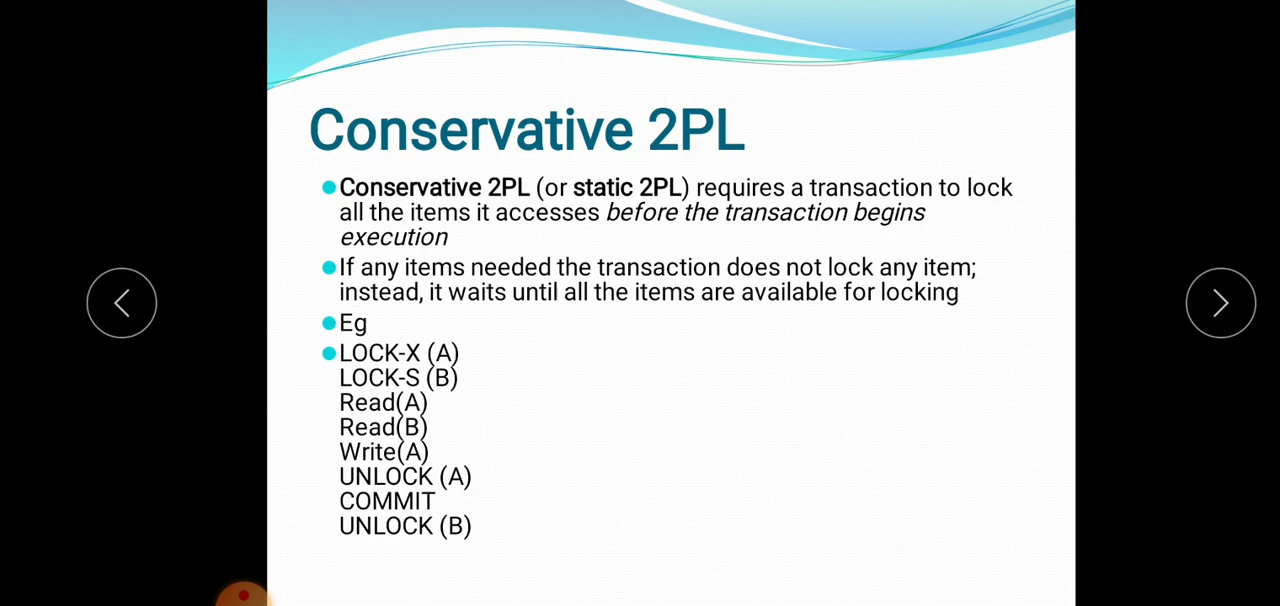 Conservative 2PL
Conservative 2PL (or static 2PL) requires a transaction to lock
all the items it accesses before the transaction begins
execution
If any items needed the transaction does not lock any item;
instead, it waits until all the items are available for locking
Eg
LOCK-X (A)
LOCK-S (B)
Read(A)
Read(B)
Write(A)
UNLOCK (A)
COMMIT
UNLOCK (B)